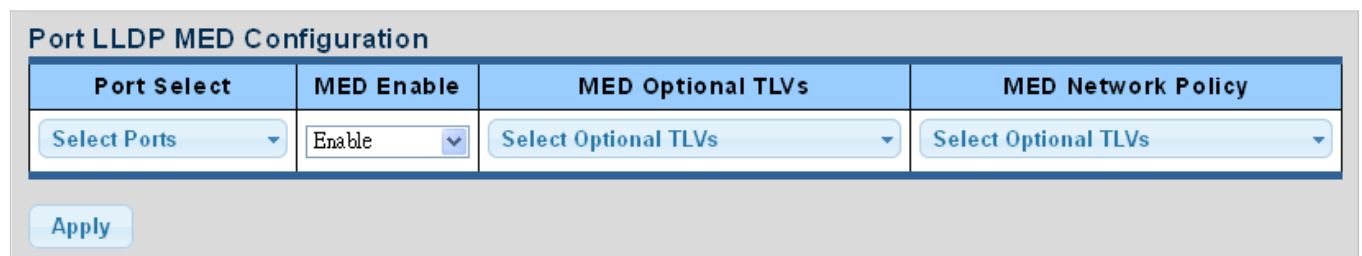 Port LLDP MED Configuration
Port Select MED Enable MED Optional TLVs MED Network Policy
Select Ports Enable Select Optional TLVs Select Optional TLVs
Apply